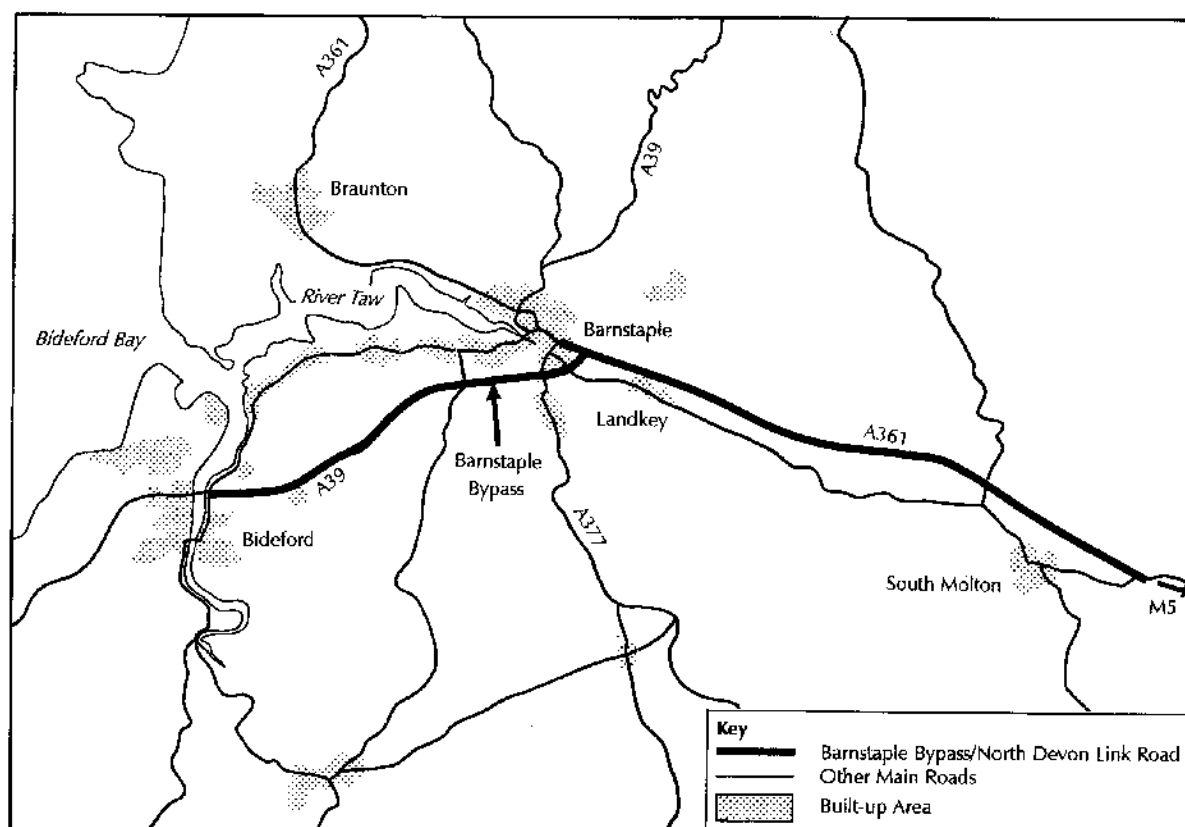 A361
A39
Braunton
River Taw
Barnstaple
Bideford Bay
Landkey
A361
Barnstaple
Bypass
A39
Bideford
A377
South Molton
M5
Key
Barnstaple Bypass/North Devon Link Road
Other Main Roads
Built-up Area